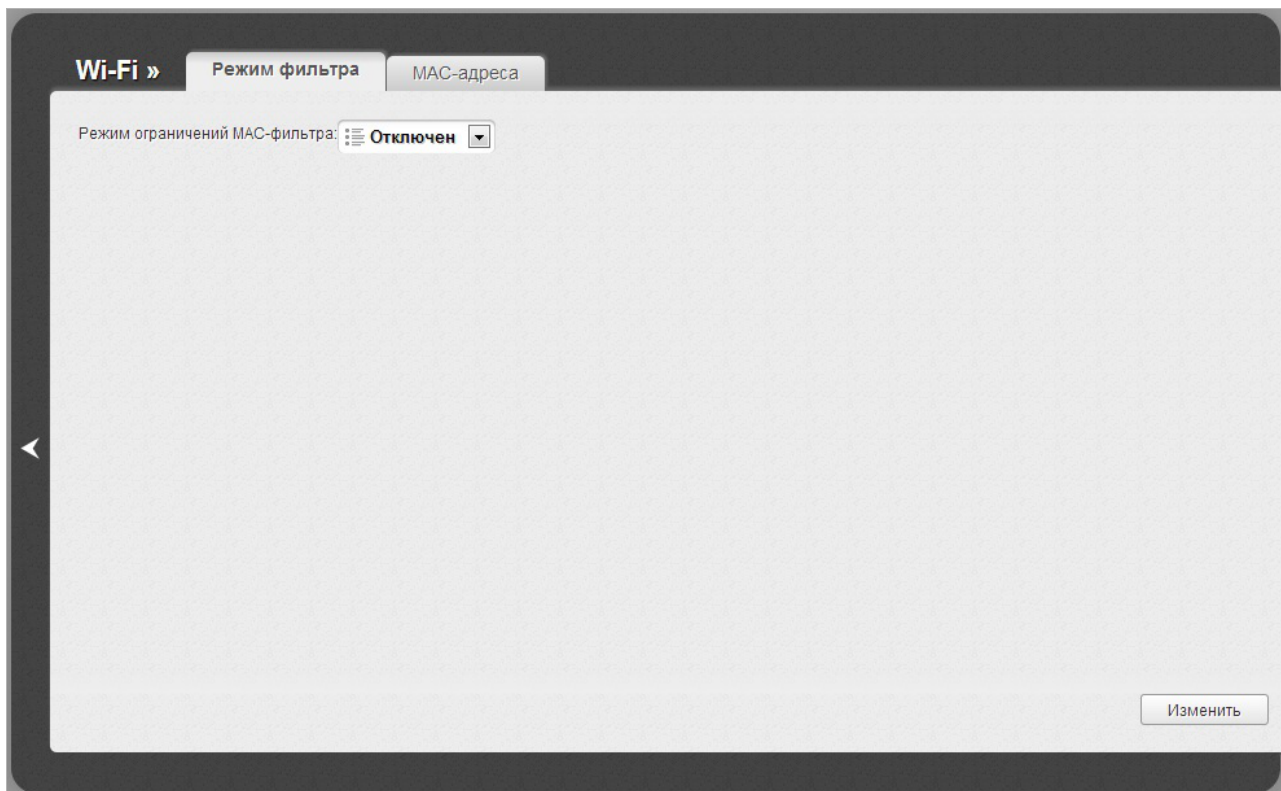 Wi-Fi » Режим фильтра MAC-адреса
Режим ограничений MAC-фильтра: Отключен
Изменить